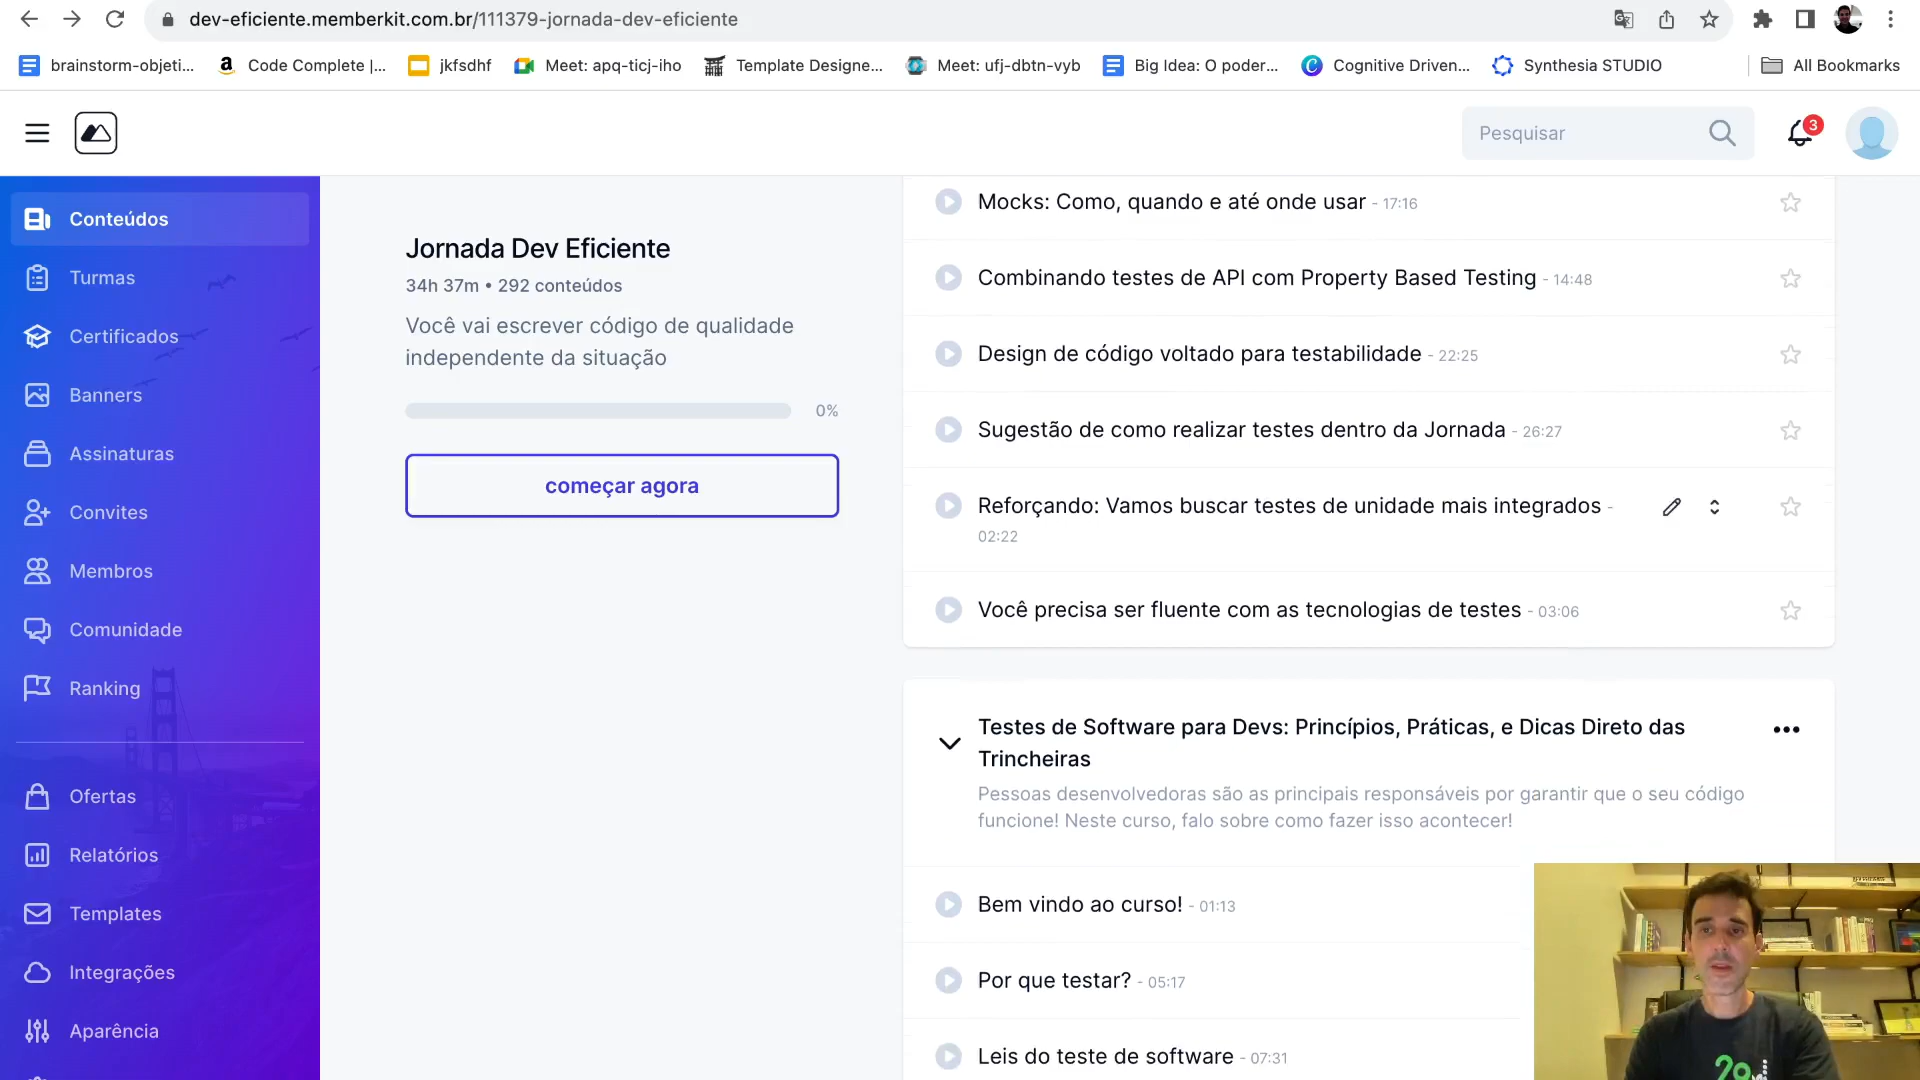 dev-eficiente.memberkit.com.br/111379-jornada-dev-eficiente
brainstorm-objeti...
Code Complete |...
jkfsdhf
Meet: apq-ticj-iho
Template Designe...
Meet: ufj-dbtn-vyb
Big Idea: O poder...
Cognitive Driven...
Synthesia STUDIO
All Bookmarks
Pesquisar
3
Conteúdos
Turmas
Certificados
Banners
Assinaturas
Convites
Membros
Comunidade
Ranking
Ofertas
Relatórios
Templates
Integrações
Aparência
Jornada Dev Eficiente
34h 37m • 292 conteúdos
Você vai escrever código de qualidade
independente da situação
0%
começar agora
Mocks: Como, quando e até onde usar - 17:16
Combinando testes de API com Property Based Testing - 14:48
Design de código voltado para testabilidade - 22:25
Sugestão de como realizar testes dentro da Jornada - 26:27
Reforçando: Vamos buscar testes de unidade mais integrados -
02:22
Você precisa ser fluente com as tecnologias de testes - 03:06
Testes de Software para Devs: Princípios, Práticas, e Dicas Direto das
Trincheiras
Pessoas desenvolvedoras são as principais responsáveis por garantir que o seu código
funcione! Neste curso, falo sobre como fazer isso acontecer!
Bem vindo ao curso! - 01:13
Por que testar? - 05:17
Leis do teste de software - 07:31